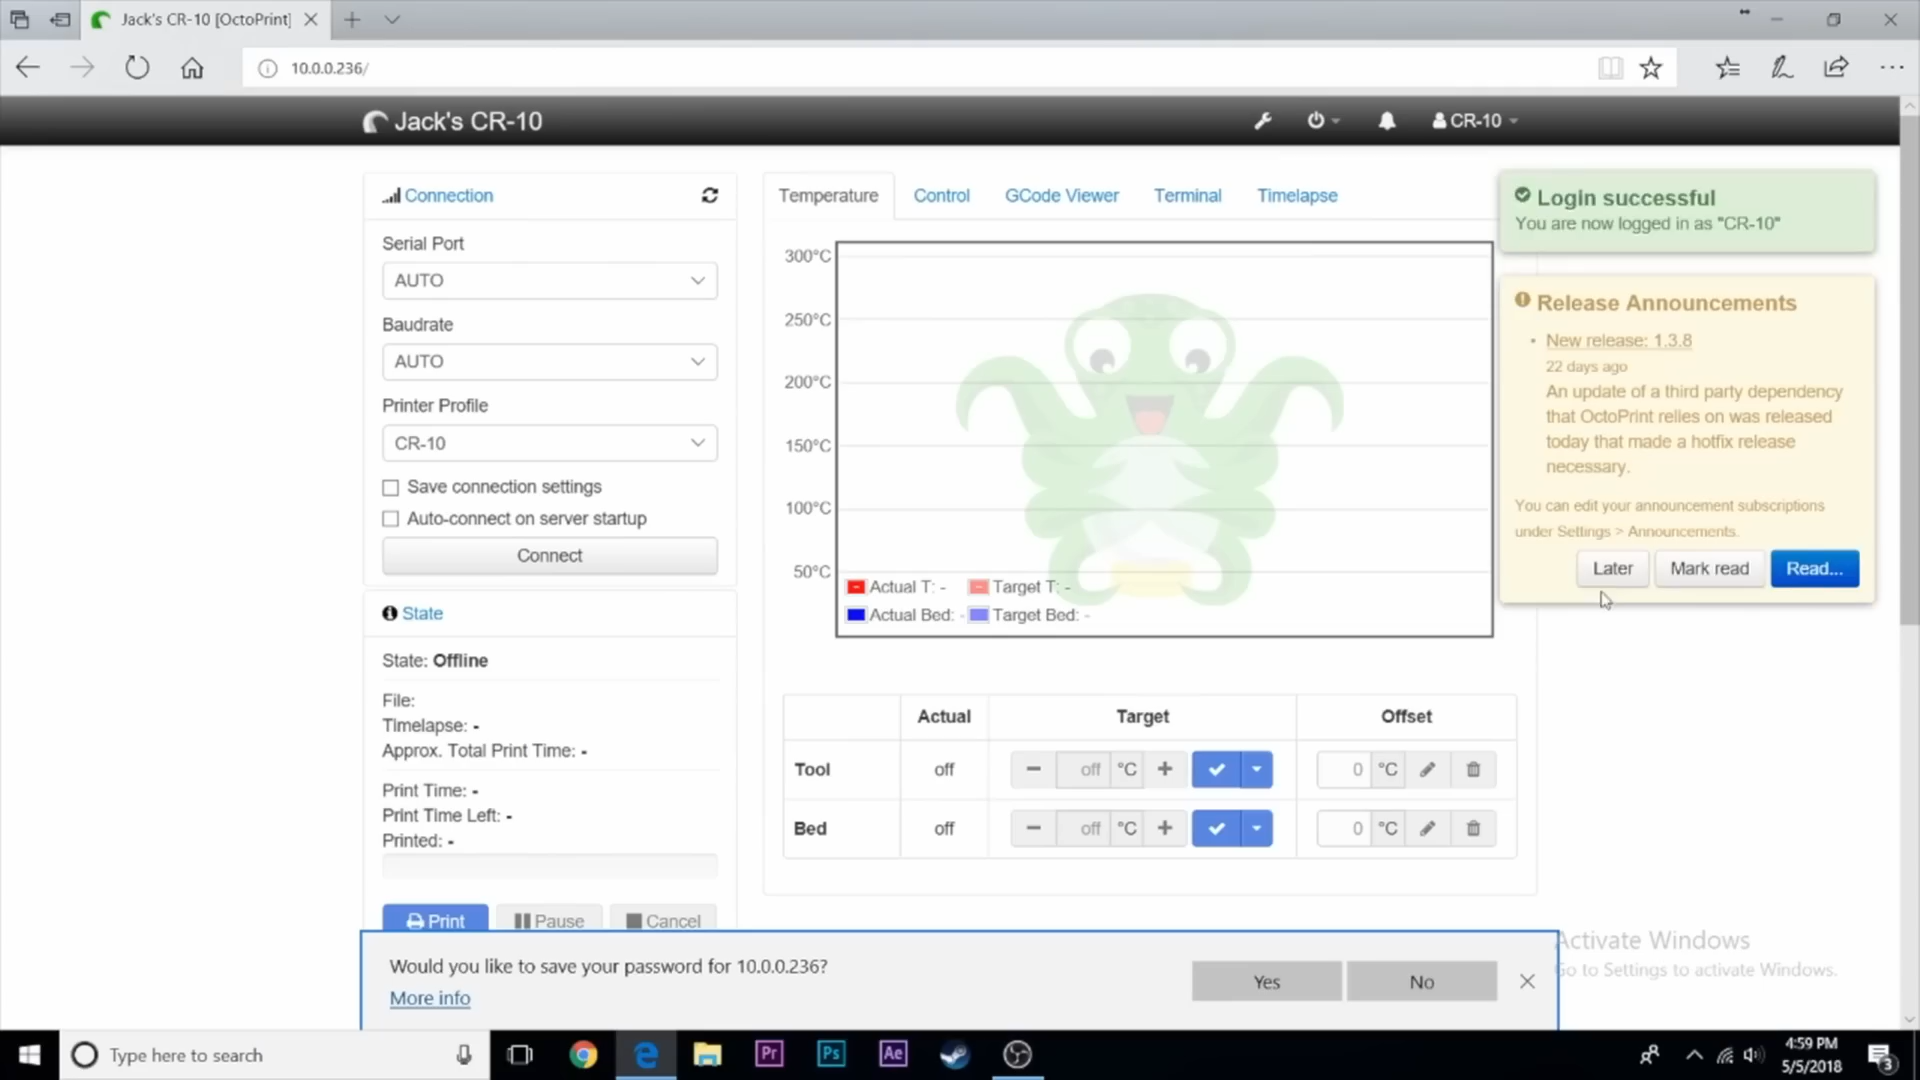 Jack's CR-10 [OctoPrint]
10.0.0.236/
Jack's CR-10
CR-10
Connection
Serial Port
AUTO
Baudrate
AUTO
Printer Profile
CR-10
Save connection settings
Auto-connect on server startup
Connect
State
State: Offline
File:
Timelapse: -
Approx. Total Print Time: -
Print Time: -
Print Time Left: -
Printed: -
Print Pause Cancel
Temperature Control GCode Viewer Terminal Timelapse
300°C
250°C
200°C
150°C
100°C
50°C
Actual T: - Target T: -
Actual Bed: - Target Bed: -
Actual Target Offset
Tool off off °C 0 °C
Bed off off °C 0 °C
Login successful
You are now logged in as "CR-10"
Release Announcements
New release: 1.3.8
22 days ago
An update of a third party dependency
that OctoPrint relies on was released
today that made a hotfix release
necessary.
You can edit your announcement subscriptions
under Settings > Announcements.
Later Mark read Read...
Would you like to save your password for 10.0.0.236?
More info
Yes No
Activate Windows
Go to Settings to activate Windows.
Type here to search
Pr Ps Ae
4:59 PM
5/5/2018
3